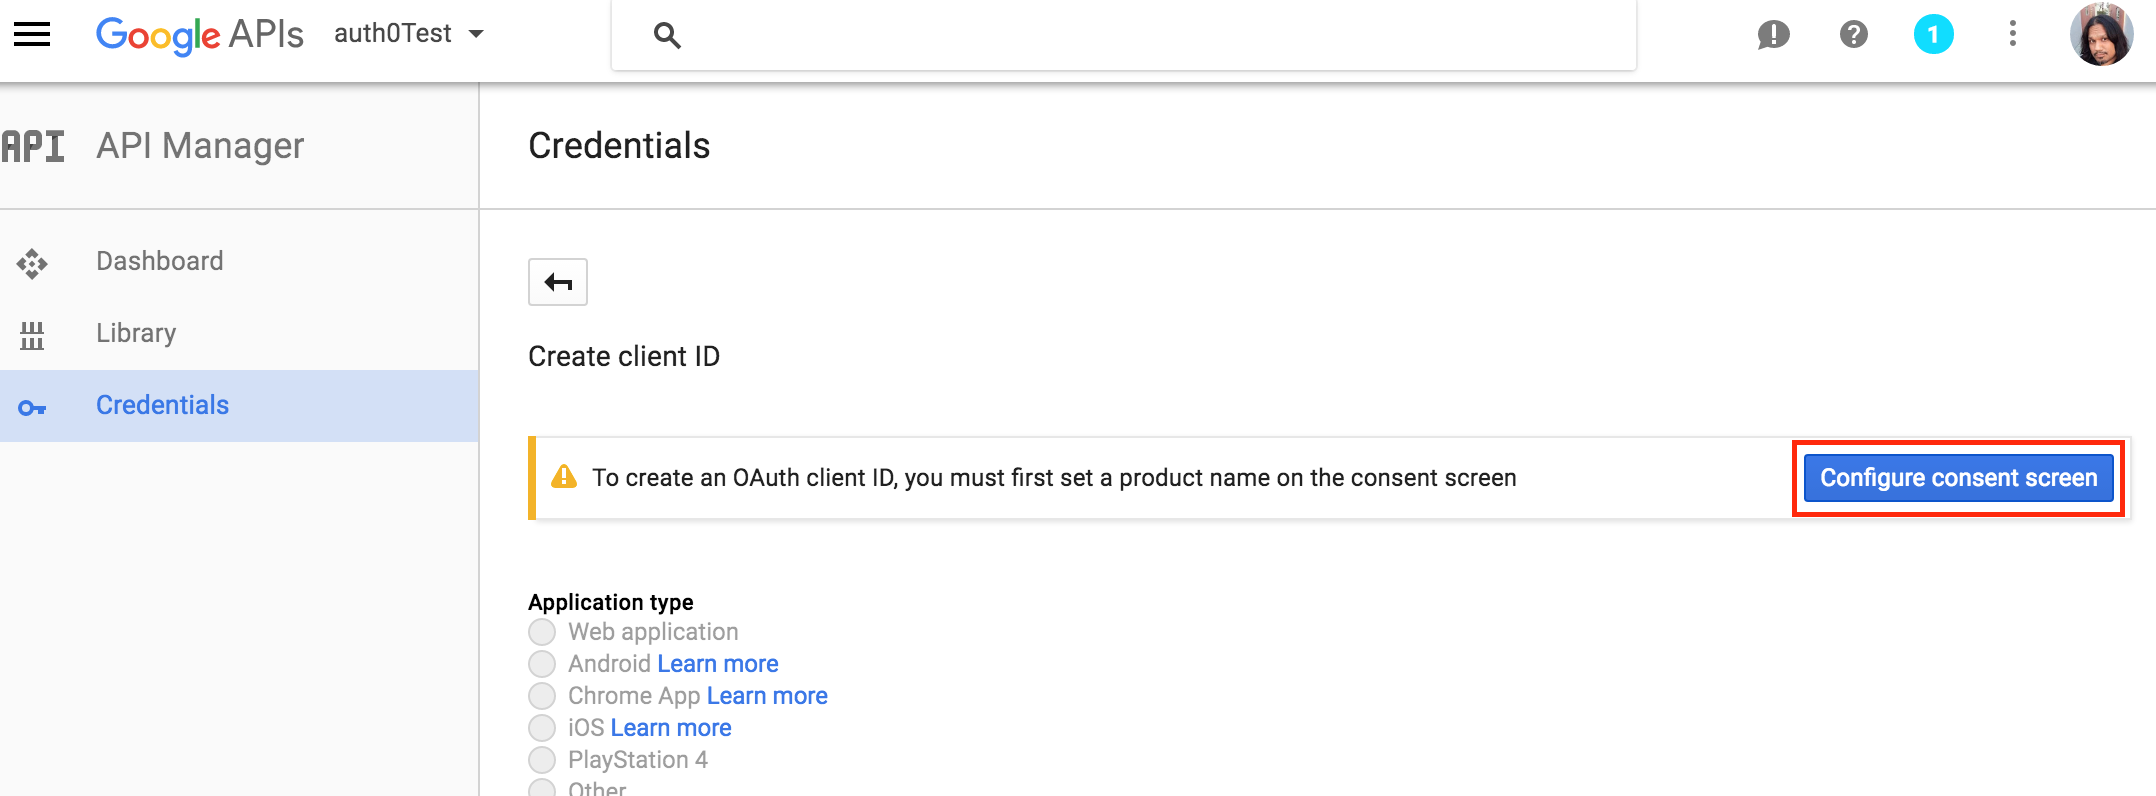 Google APIs auth0Test
1
API API Manager
Credentials
Dashboard
Library
Credentials
Create client ID
To create an OAuth client ID, you must first set a product name on the consent screen
Configure consent screen
Application type
Web application
Android Learn more
Chrome App Learn more
iOS Learn more
PlayStation 4
Other